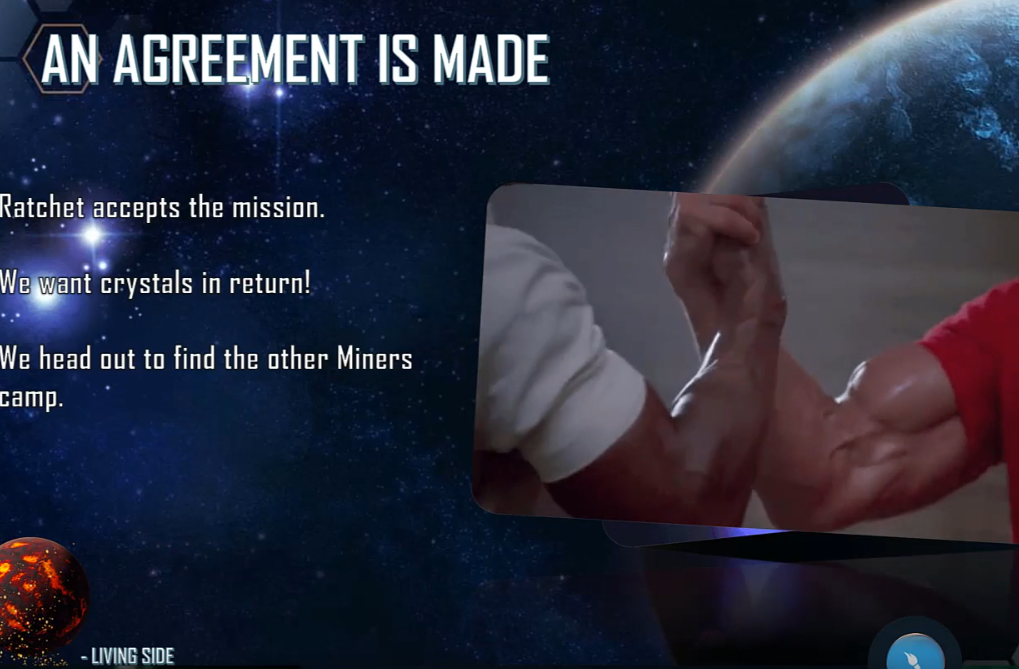 AN AGREEMENT IS MADE
Ratchet accepts the mission.
We want crystals in return!
We head out to find the other Miners
camp.
- LIVING SIDE